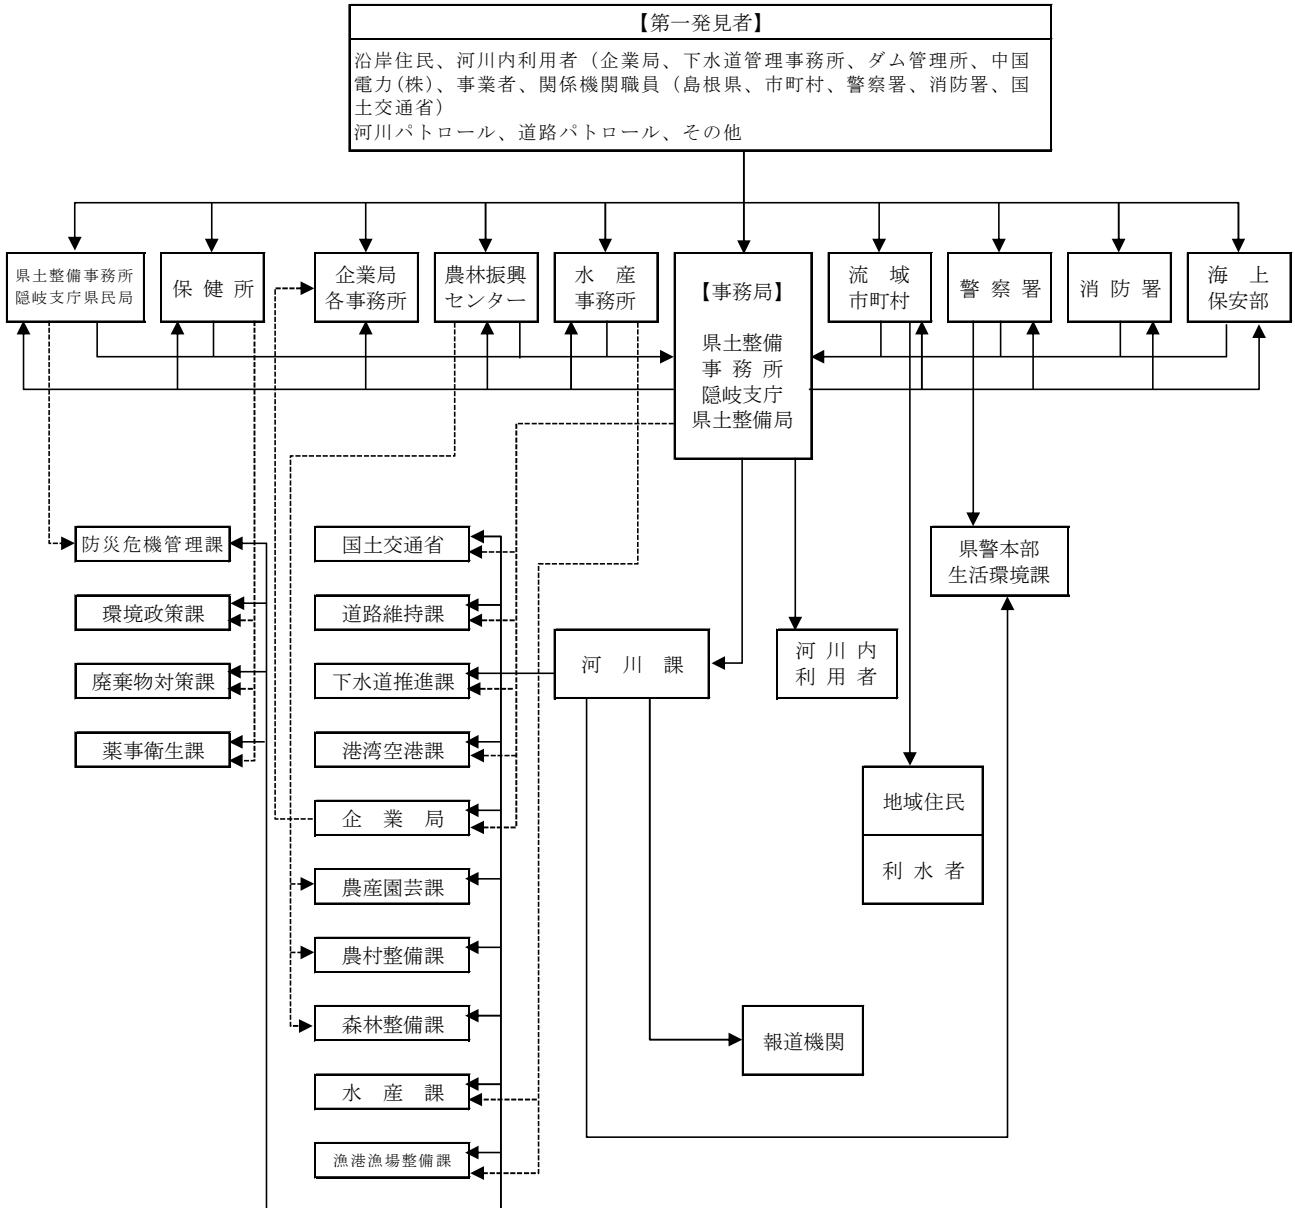 【第一発見者】
沿岸住民、河川内利用者（企業局、下水道管理事務所、ダム管理所、中国
電力(株)、事業者、関係機関職員（島根県、市町村、警察署、消防署、国
土交通省）
河川パトロール、道路パトロール、その他
県土整備事務所
隠岐支庁県民局
保健所
企業局
各事務所
農林振興
センター
水産
事務所
【事務局】
県土整備
事務所
隠岐支庁
県土整備局
流域
市町村
警察署
消防署
海上
保安部
防災危機管理課
環境政策課
廃棄物対策課
薬事衛生課
国土交通省
道路維持課
下水道推進課
港湾空港課
企業局
農産園芸課
農村整備課
森林整備課
水産課
漁港漁場整備課
河川課
河川内
利用者
県警本部
生活環境課
地域住民
利水者
報道機関